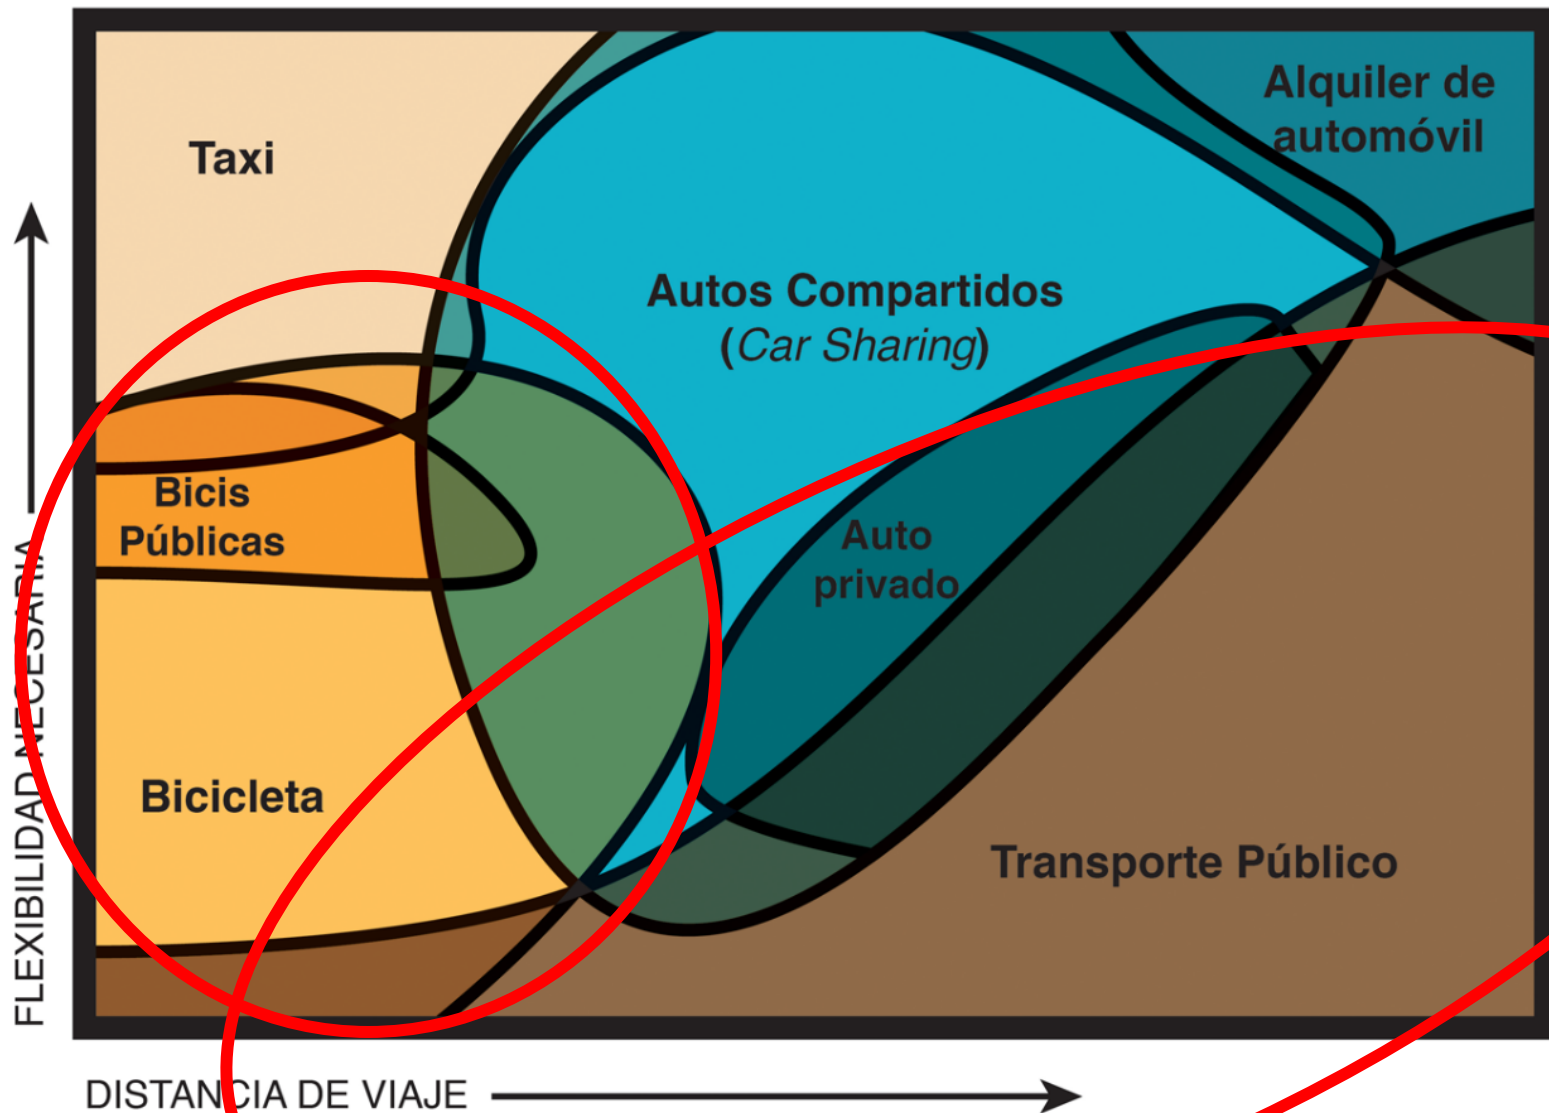 Taxi
Alquiler de
automóvil
Autos Compartidos
(Car Sharing)
Bicis
Públicas
Auto
privado
Bicicleta
Transporte Público
FLEXIBILIDAD NECESARIA
DISTANCIA DE VIAJE